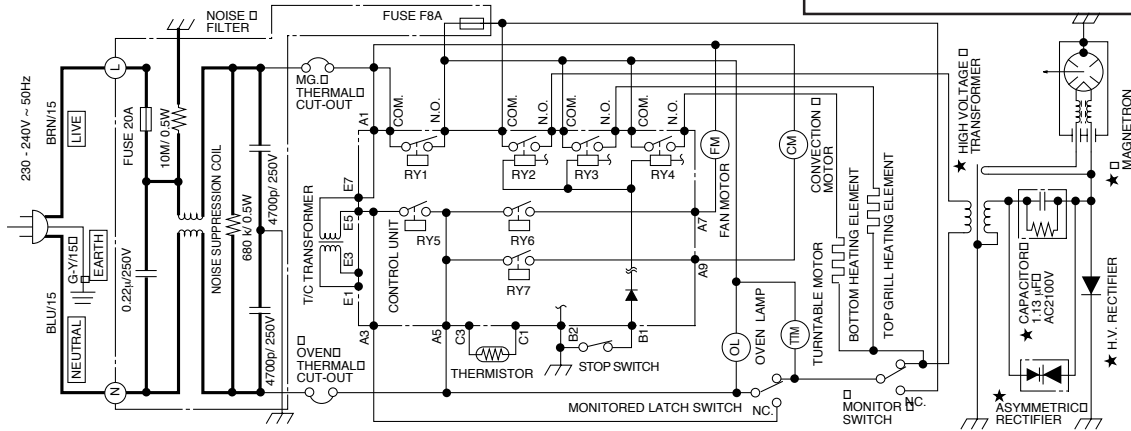 NOISE
FILTER
FUSE F8A
230 - 240V ~ 50Hz
BRN/15
LIVE
L
FUSE 20A
10M/ 0.5W
G-Y/15
EARTH
BLU/15
NEUTRAL
N
0.22µ/250V
NOISE SUPPRESSION COIL
680 k/ 0.5W
4700p/ 250V
4700p/ 250V
MG.
THERMAL
CUT-OUT
OVEN
THERMAL
CUT-OUT
T/C TRANSFORMER
CONTROL UNIT
A1
COM.
N.O.
COM.
N.O.
COM.
N.O.
COM.
N.O.
RY1
RY2
RY3
RY4
E7
E5
E3
E1
RY5
RY6
RY7
A7
A9
A3
A5
C3
C1
B2
B1
THERMISTOR
STOP SWITCH
FM
FAN MOTOR
CM
CONVECTION
MOTOR
OL
OVEN LAMP
TTM
TURNTABLE MOTOR
BOTTOM HEATING ELEMENT
TOP GRILL HEATING ELEMENT
MONITORED LATCH SWITCH
NC.
MONITOR
SWITCH
NC.
★ HIGH VOLTAGE
TRANSFORMER
★
MAGNETRON
★ CAPACITOR
1.13 µF
AC2100V
★ H.V. RECTIFIER
★
ASYMMETRIC
RECTIFIER